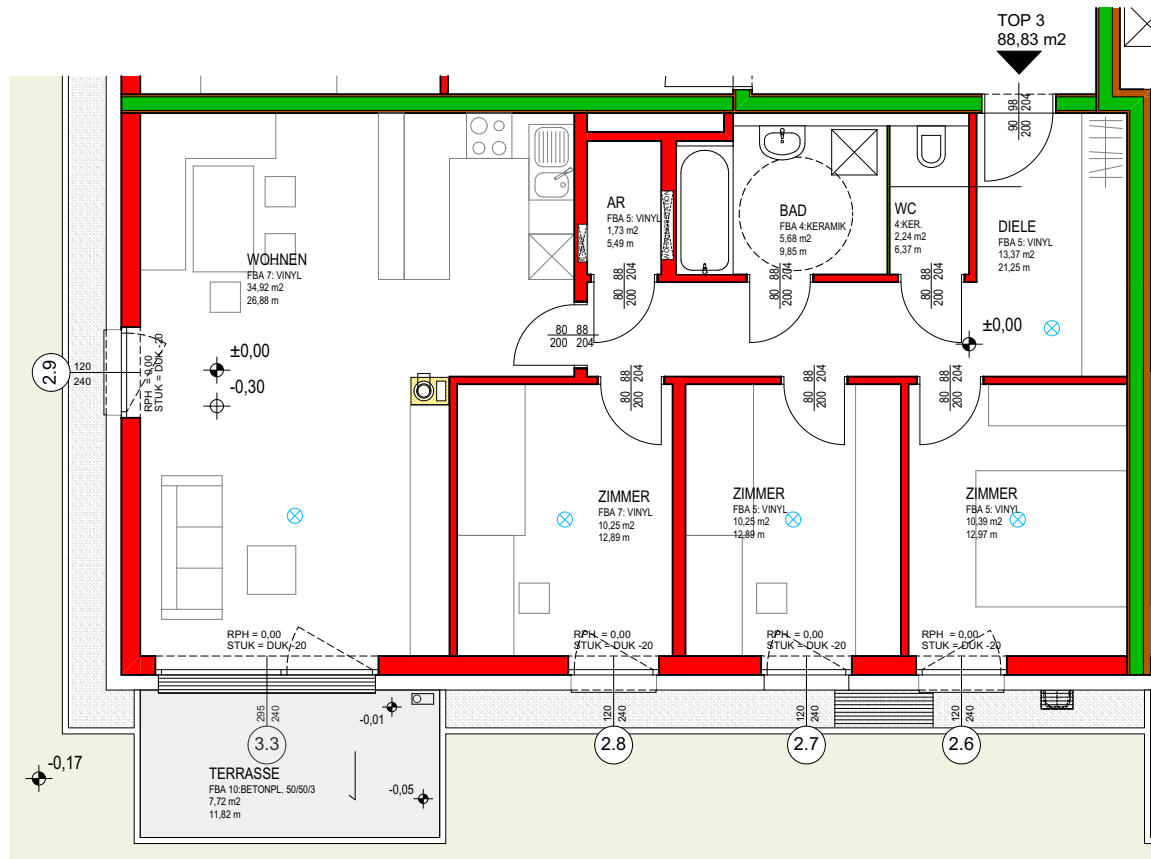 TOP 3
88,83 m2
90 98
200 204
AR
FBA 5: VINYL
1,73 m2
5,49 m
BAD
FBA 4:KERAMIK
5,68 m2
9,85 m
WC
4:KER.
2,24 m2
6,37 m
DIELE
FBA 5: VINYL
13,37 m2
21,25 m
WOHNEN
FBA 7: VINYL
34,92 m2
26,88 m
80 88
200 204
80 88
200 204
80 88
200 204
80 88
200 204
±0,00
±0,00
-0,30
2.9
120
240
RPH = 0,00
STUK = DUK -20
80 88
200 204
80 88
200 204
80 88
200 204
ZIMMER
FBA 7: VINYL
10,25 m2
12,89 m
ZIMMER
FBA 5: VINYL
10,25 m2
12,89 m
ZIMMER
FBA 5: VINYL
10,39 m2
12,97 m
RPH = 0,00
STUK = DUK -20
RPH = 0,00
STUK = DUK -20
RPH = 0,00
STUK = DUK -20
RPH = 0,00
STUK = DUK -20
295
240
3.3
120
240
2.8
120
240
2.7
120
240
2.6
-0,01
-0,05
-0,17
TERRASSE
FBA 10:BETONPL. 50/50/3
7,72 m2
11,82 m